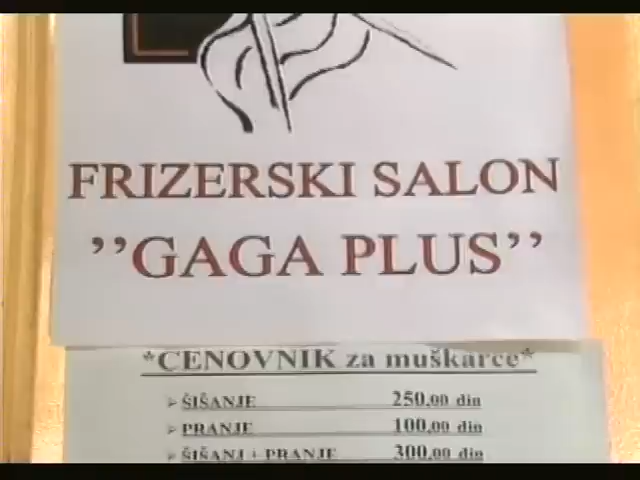 FRIZERSKI SALON
’’GAGA PLUS’’
*CENOVNIK za muškarce*
ŠIŠANJE 250,00 din
PRANJE 100,00 din
ŠIŠANJ + PRANJE 300,00 din